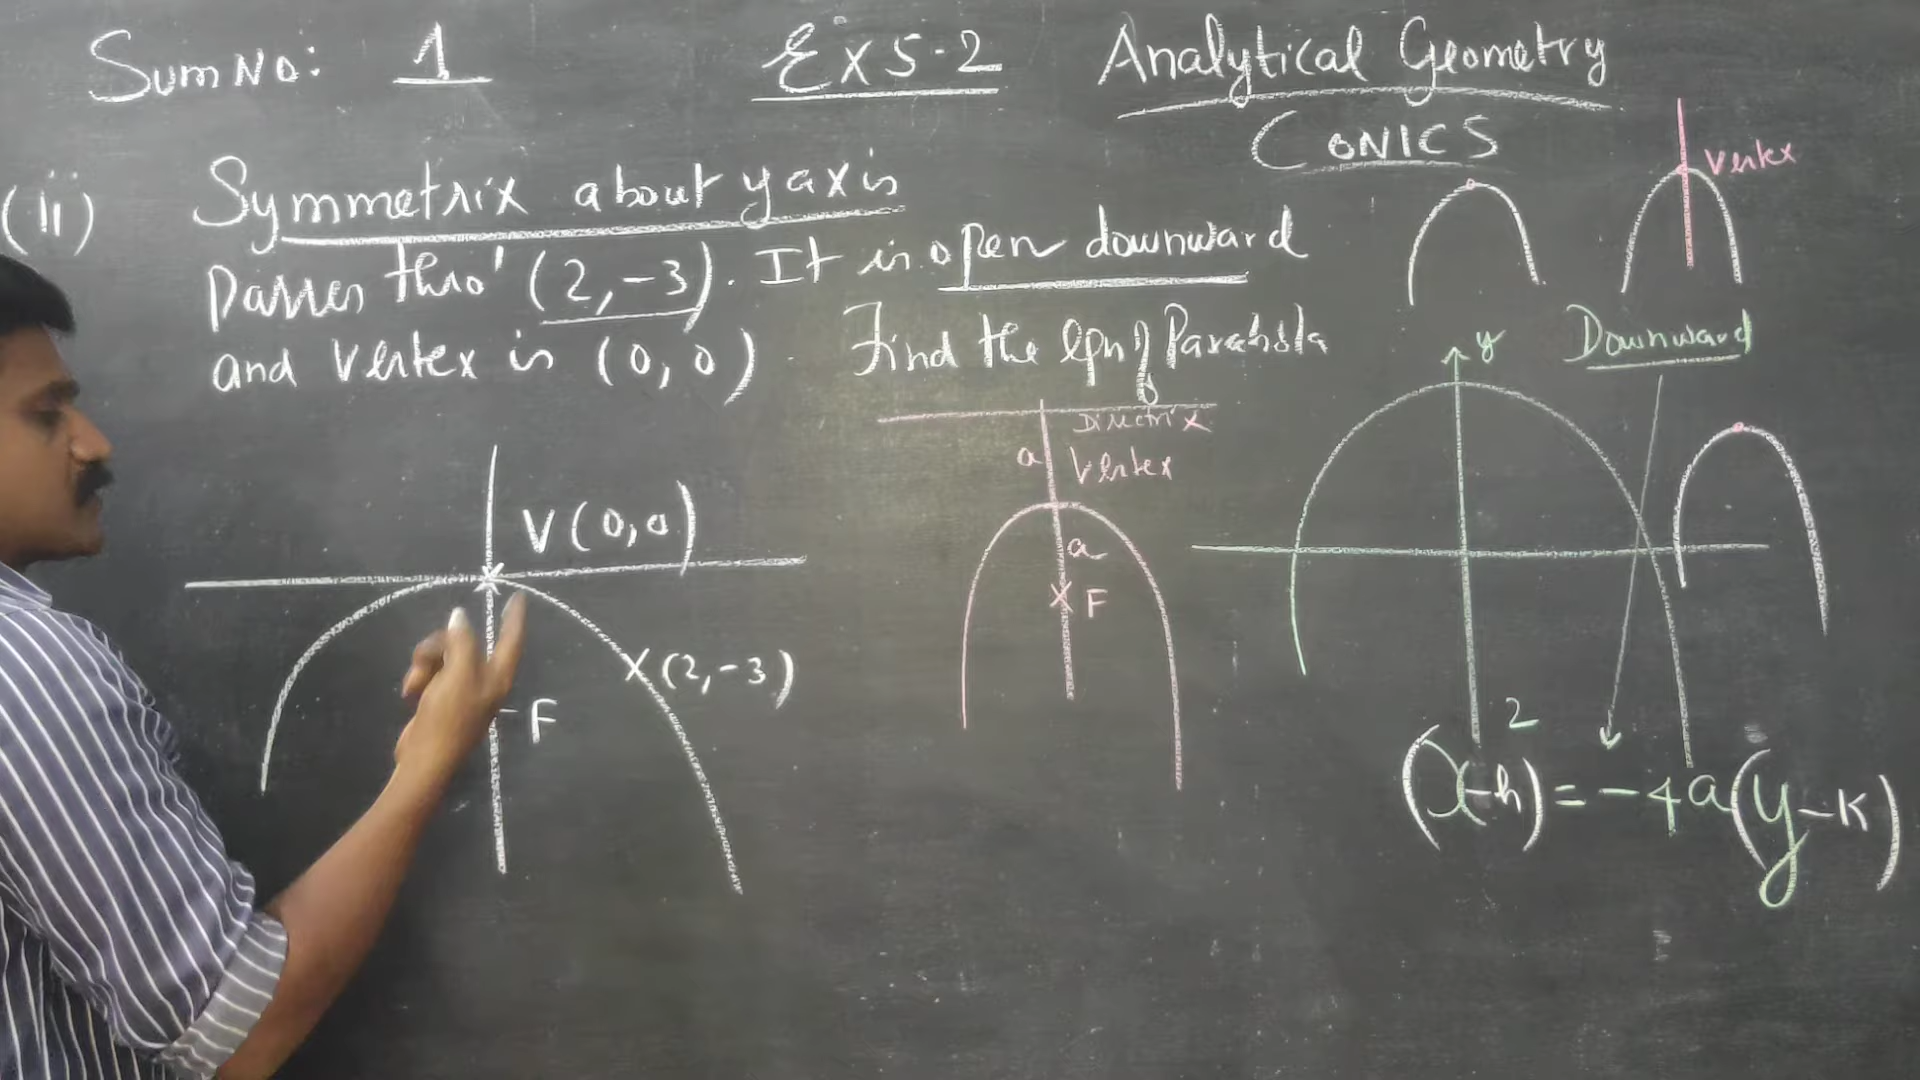 Sum No: 1 Ex 5.2 Analytical Geometry
CONICS
(ii) Symmetrix about y axis
passes thro' (2,-3). It is open downward
and vertex is (0,0). Find the Eqn of Parabola
Vertex
Downward
y
Directrix
a Vertex
a
F
V(0,0)
(2,-3)
F
(x-h)² = -4a(y-k)